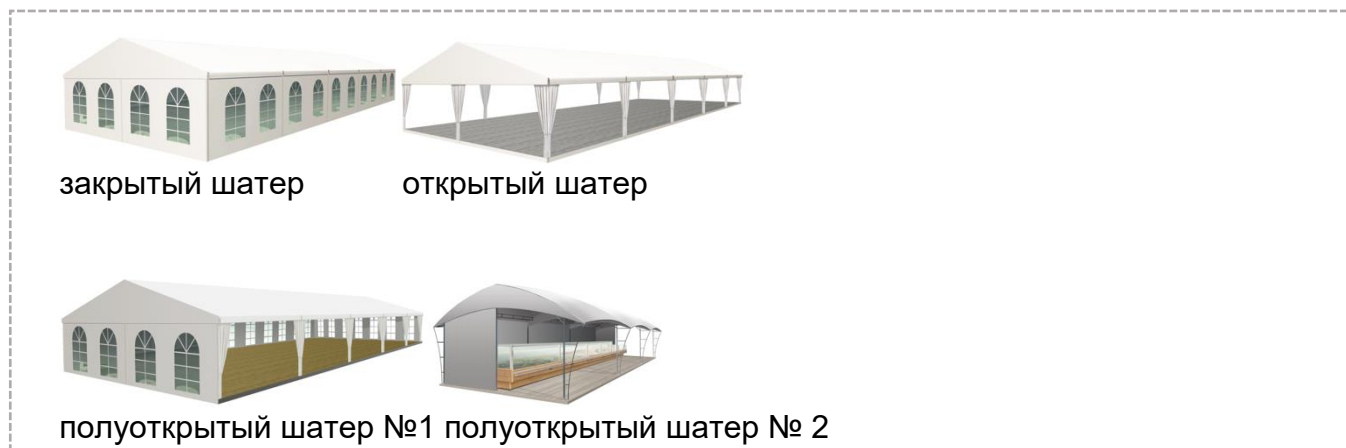 закрытый шатер открытый шатер
полуоткрытый шатер №1 полуоткрытый шатер № 2